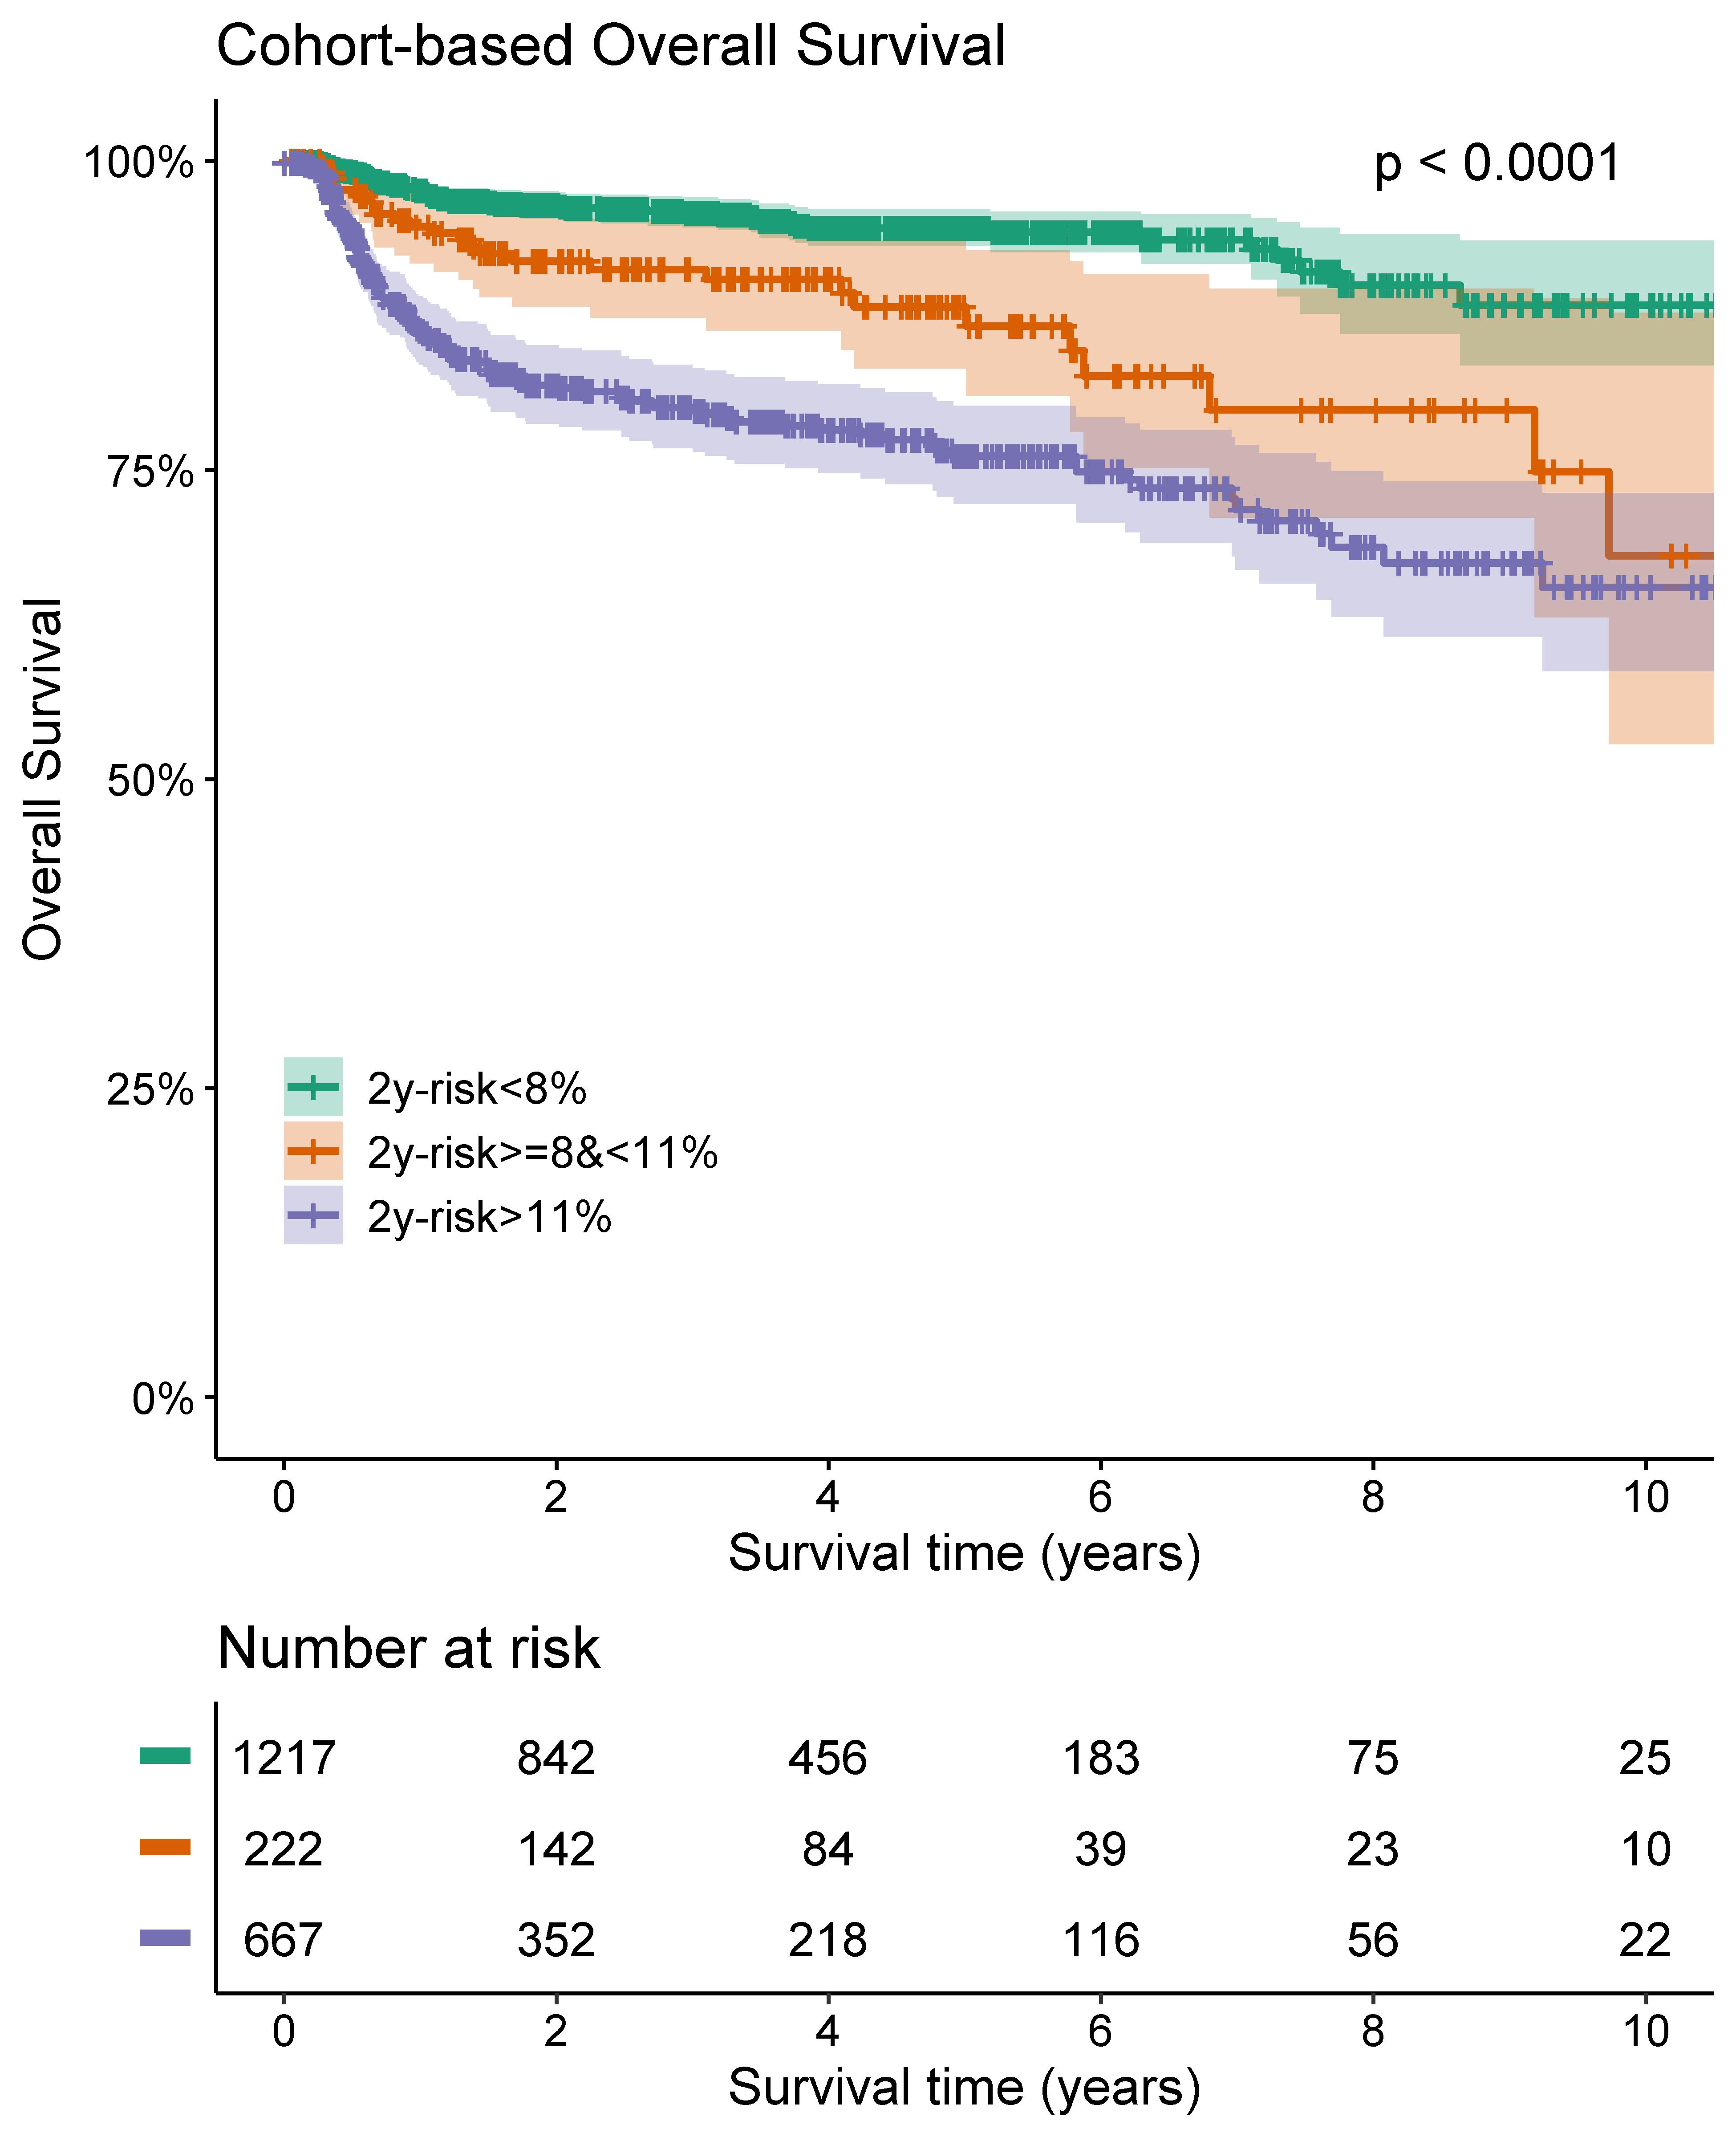 Cohort-based Overall Survival
p < 0.0001
100%
75%
50%
25%
0%
Overall Survival
2y-risk<8%
2y-risk>=8&<11%
2y-risk>11%
0 2 4 6 8 10
Survival time (years)
Number at risk
1217 842 456 183 75 25
222 142 84 39 23 10
667 352 218 116 56 22
0 2 4 6 8 10
Survival time (years)